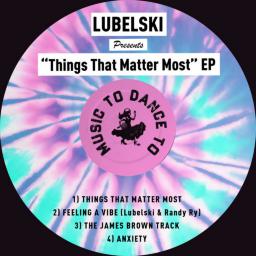 LUBELSKI
Presents
“Things That Matter Most” EP
MUSIC TO DANCE TO
1) THINGS THAT MATTER MOST
2) FEELING A VIBE (Lubelski & Randy Ry)
3) THE JAMES BROWN TRACK
4) ANXIETY